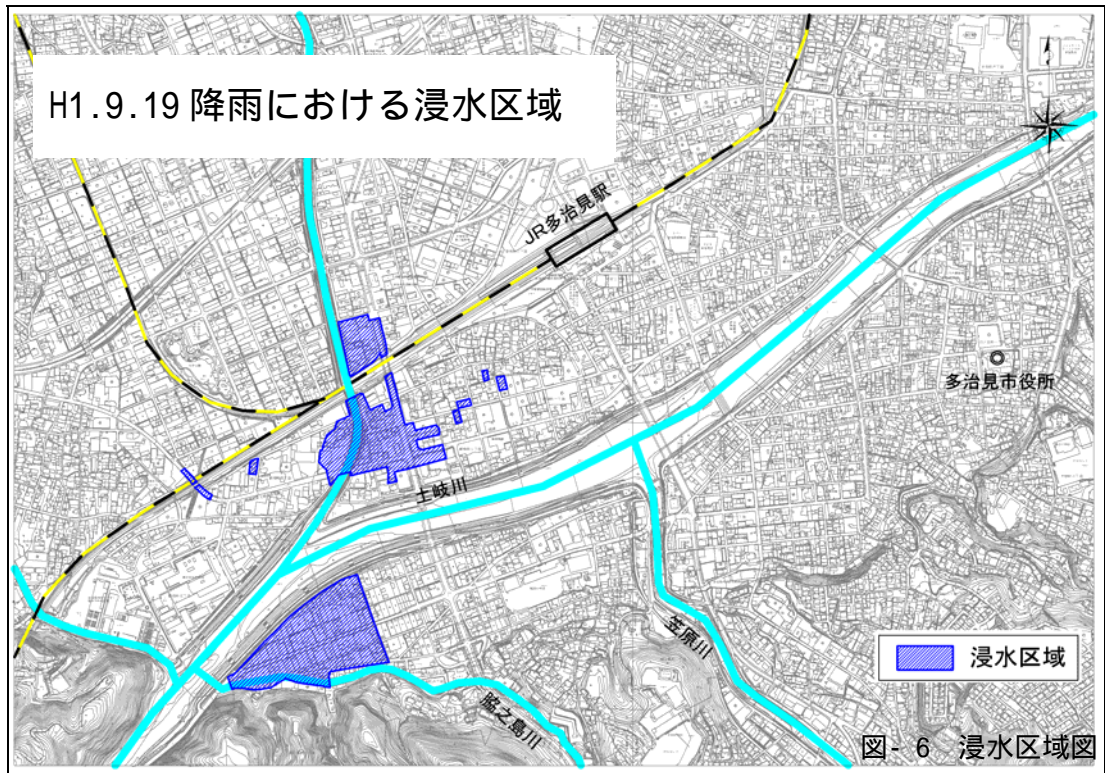 H1.9.19 降雨における浸水区域
JR多治見駅
多治見市役所
土岐川
笠原川
脇之島川
浸水区域
図-6 浸水区域図